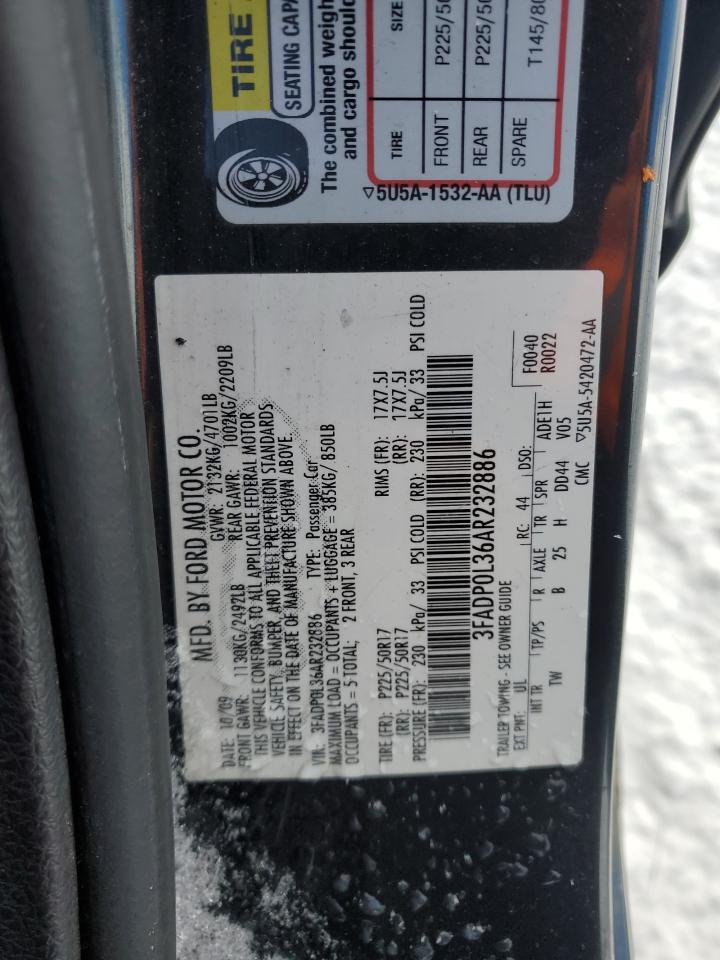 TIRE
SEATING CAPA
The combined weigh
and cargo shoul
TIRE SIZE
FRONT P225/50
REAR P225/50
SPARE T145/80
▽5U5A-1532-AA (TLU)
MFD. BY FORD MOTOR CO.
DATE: 10/09 GVWR: 2132KG/4701LB
FRONT GAWR: 1130KG/2492LB REAR GAWR: 1002KG/2209LB
THIS VEHICLE CONFORMS TO ALL APPLICABLE FEDERAL MOTOR
VEHICLE SAFETY, BUMPER, AND THEFT PREVENTION STANDARDS
IN EFFECT ON THE DATE OF MANUFACTURE SHOWN ABOVE.
VIN: 3FADP0L36AR232886 TYPE: Passenger Car
MAXIMUM LOAD = OCCUPANTS + LUGGAGE = 385KG/ 850LB
OCCUPANTS = 5 TOTAL; 2 FRONT, 3 REAR
TIRE (FR): P225/50R17 RIMS (FR): 17X7.5J
(RR): P225/50R17 (RR): 17X7.5J
PRESSURE (FR): 230 kPa/ 33 PSI COLD (RR): 230 kPa/ 33 PSI COLD
3FADP0L36AR232886
TRAILER TOWING - SEE OWNER GUIDE F0040
EXT PNT: UL RC: 44 DSO: R0022
INT TR TP/PS R AXLE TR SPR ADE1H
TW B 25 H DD44 V05
CMC ▽5U5A-5420472-AA